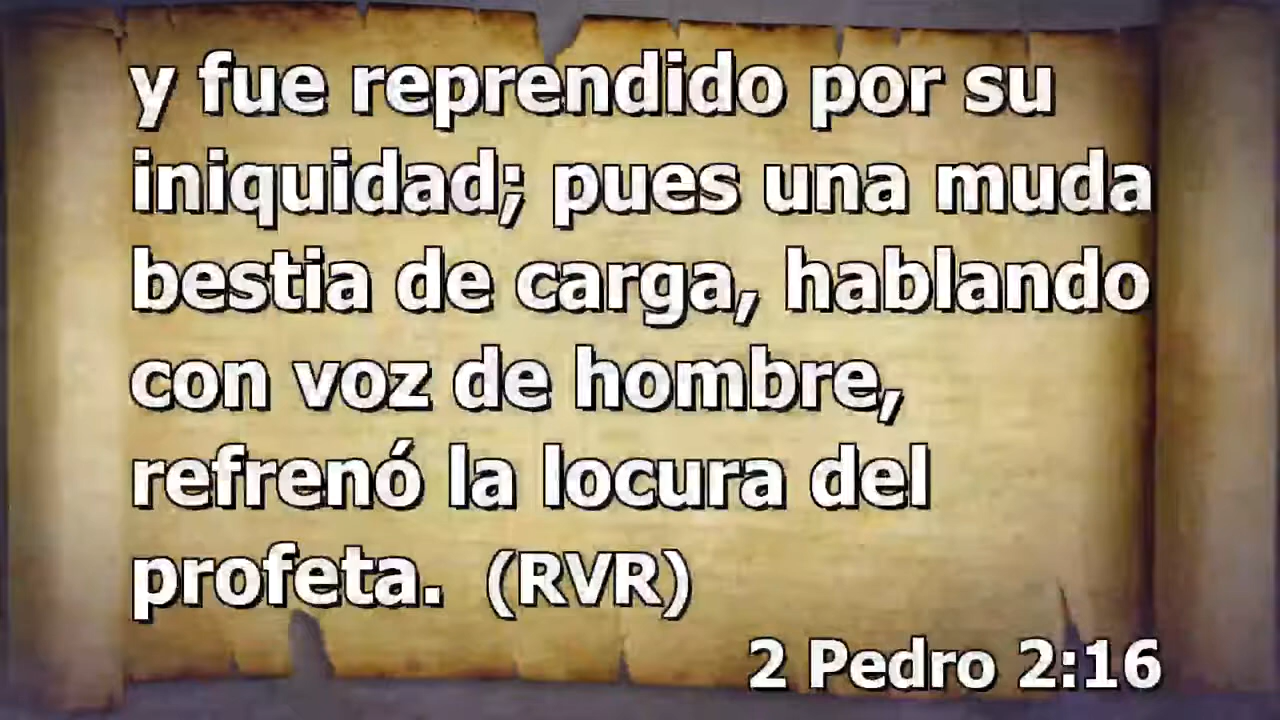 y fue reprendido por su
iniquidad; pues una muda
bestia de carga, hablando
con voz de hombre,
refrenó la locura del
profeta. (RVR)
2 Pedro 2:16